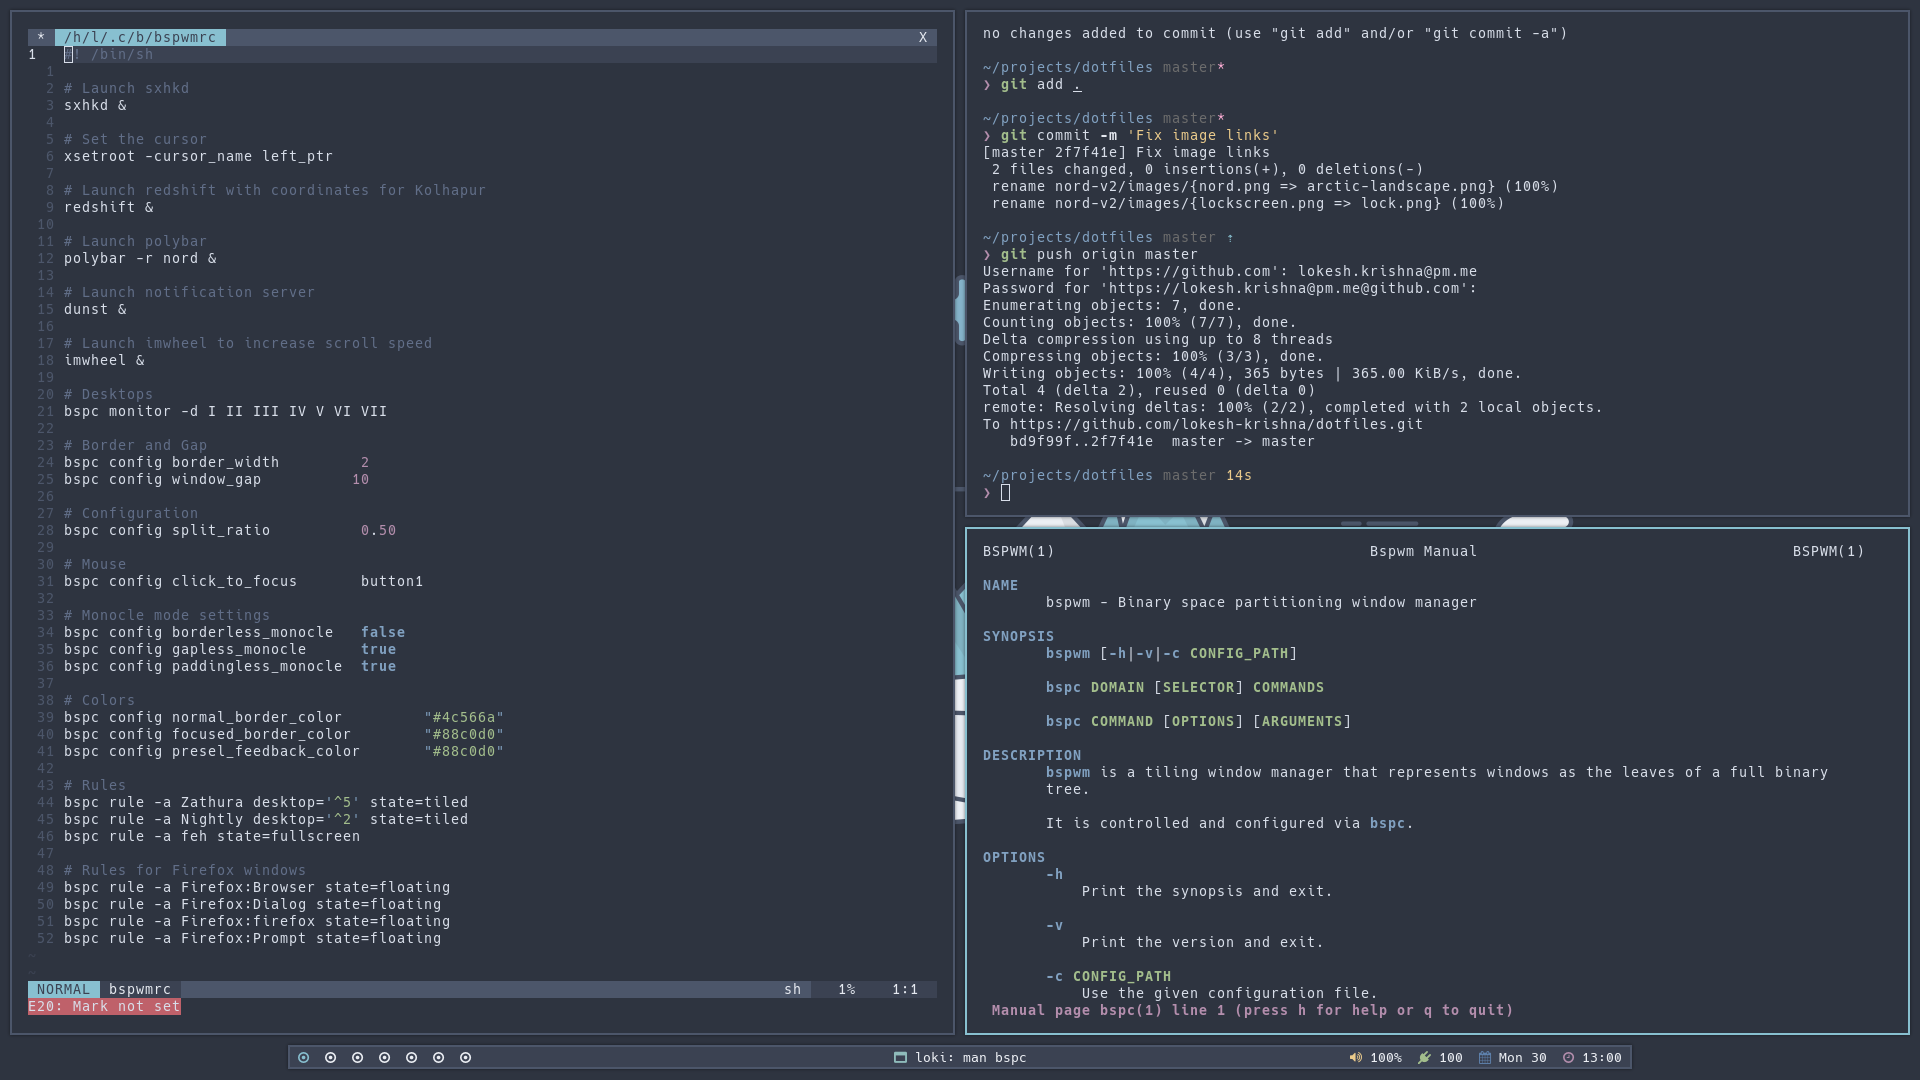 * /h/l/.c/b/bspwmrc X
1 #! /bin/sh
1
2 # Launch sxhkd
3 sxhkd &
4
5 # Set the cursor
6 xsetroot -cursor_name left_ptr
7
8 # Launch redshift with coordinates for Kolhapur
9 redshift &
10
11 # Launch polybar
12 polybar -r nord &
13
14 # Launch notification server
15 dunst &
16
17 # Launch imwheel to increase scroll speed
18 imwheel &
19
20 # Desktops
21 bspc monitor -d I II III IV V VI VII
22
23 # Border and Gap
24 bspc config border_width 2
25 bspc config window_gap 10
26
27 # Configuration
28 bspc config split_ratio 0.50
29
30 # Mouse
31 bspc config click_to_focus button1
32
33 # Monocle mode settings
34 bspc config borderless_monocle false
35 bspc config gapless_monocle true
36 bspc config paddingless_monocle true
37
38 # Colors
39 bspc config normal_border_color "#4c566a"
40 bspc config focused_border_color "#88c0d0"
41 bspc config presel_feedback_color "#88c0d0"
42
43 # Rules
44 bspc rule -a Zathura desktop='^5' state=tiled
45 bspc rule -a Nightly desktop='^2' state=tiled
46 bspc rule -a feh state=fullscreen
47
48 # Rules for Firefox windows
49 bspc rule -a Firefox:Browser state=floating
50 bspc rule -a Firefox:Dialog state=floating
51 bspc rule -a Firefox:firefox state=floating
52 bspc rule -a Firefox:Prompt state=floating
~
~
NORMAL bspwmrc sh 1% 1:1
E20: Mark not set
no changes added to commit (use "git add" and/or "git commit -a")
~/projects/dotfiles master*
❯ git add .
~/projects/dotfiles master*
❯ git commit -m 'Fix image links'
[master 2f7f41e] Fix image links
2 files changed, 0 insertions(+), 0 deletions(-)
rename nord-v2/images/{nord.png => arctic-landscape.png} (100%)
rename nord-v2/images/{lockscreen.png => lock.png} (100%)
~/projects/dotfiles master ⇡
❯ git push origin master
Username for 'https://github.com': lokesh.krishna@pm.me
Password for 'https://lokesh.krishna@pm.me@github.com':
Enumerating objects: 7, done.
Counting objects: 100% (7/7), done.
Delta compression using up to 8 threads
Compressing objects: 100% (3/3), done.
Writing objects: 100% (4/4), 365 bytes | 365.00 KiB/s, done.
Total 4 (delta 2), reused 0 (delta 0)
remote: Resolving deltas: 100% (2/2), completed with 2 local objects.
To https://github.com/lokesh-krishna/dotfiles.git
bd9f99f..2f7f41e master -> master
~/projects/dotfiles master 14s
❯
BSPWM(1) Bspwm Manual BSPWM(1)
NAME
bspwm - Binary space partitioning window manager
SYNOPSIS
bspwm [-h|-v|-c CONFIG_PATH]
bspc DOMAIN [SELECTOR] COMMANDS
bspc COMMAND [OPTIONS] [ARGUMENTS]
DESCRIPTION
bspwm is a tiling window manager that represents windows as the leaves of a full binary
tree.
It is controlled and configured via bspc.
OPTIONS
-h
Print the synopsis and exit.
-v
Print the version and exit.
-c CONFIG_PATH
Use the given configuration file.
Manual page bspc(1) line 1 (press h for help or q to quit)
loki: man bspc 100% 100 Mon 30 13:00